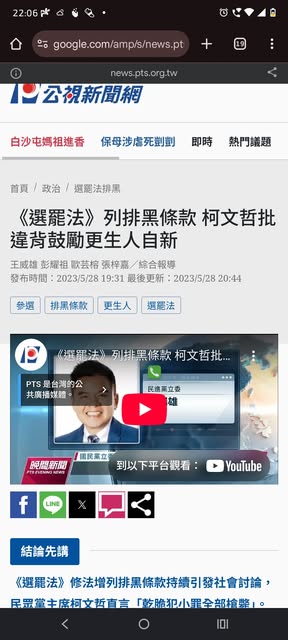 22:06
google.com/amp/s/news.pt
19
news.pts.org.tw
公視新聞網
白沙屯媽祖進香 保母涉虐死剴剴 即時 熱門議題
首頁 / 政治 / 選罷法排黑
《選罷法》列排黑條款 柯文哲批
違背鼓勵更生人自新
王威雄 彭耀祖 歐芸榕 張梓嘉／綜合報導
發布時間：2023/5/28 19:31 最後更新：2023/5/28 20:44
參選 排黑條款 更生人 選罷法
《選罷法》列排黑條款 柯文哲批...
PTS 是台灣的公
共廣播媒體。
民進黨立委
雄
國民黨立委
晚間新聞
PTS EVENING NEWS
到以下平台觀看： YouTube
LINE
結論先講
《選罷法》修法增列排黑條款持續引發社會討論，
民眾黨主席柯文哲直言「乾脆犯小罪全部槍斃」。